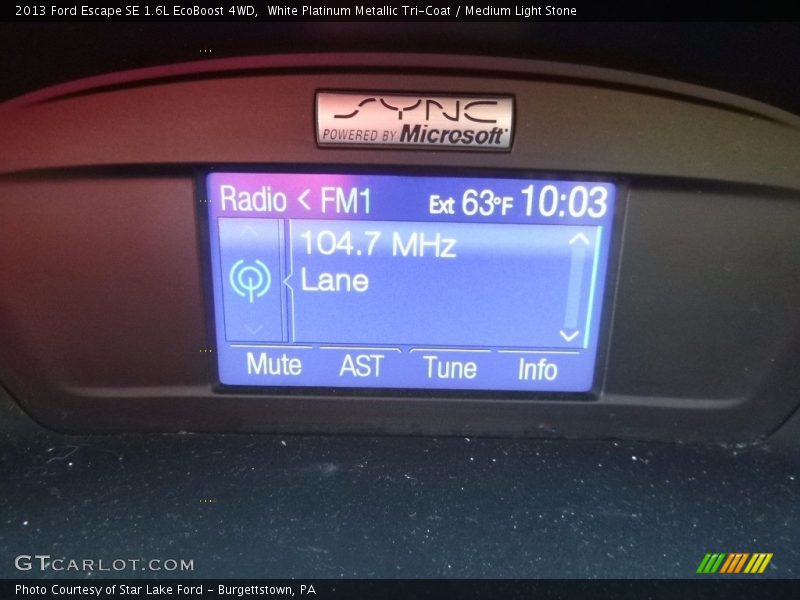 2013 Ford Escape SE 1.6L EcoBoost 4WD, White Platinum Metallic Tri-Coat / Medium Light Stone
SYNC
POWERED BY Microsoft
Radio < FM1 Ext 63°F 10:03
104.7 MHz
Lane
Mute AST Tune Info
GTCARLOT.COM
Photo Courtesy of Star Lake Ford - Burgettstown, PA